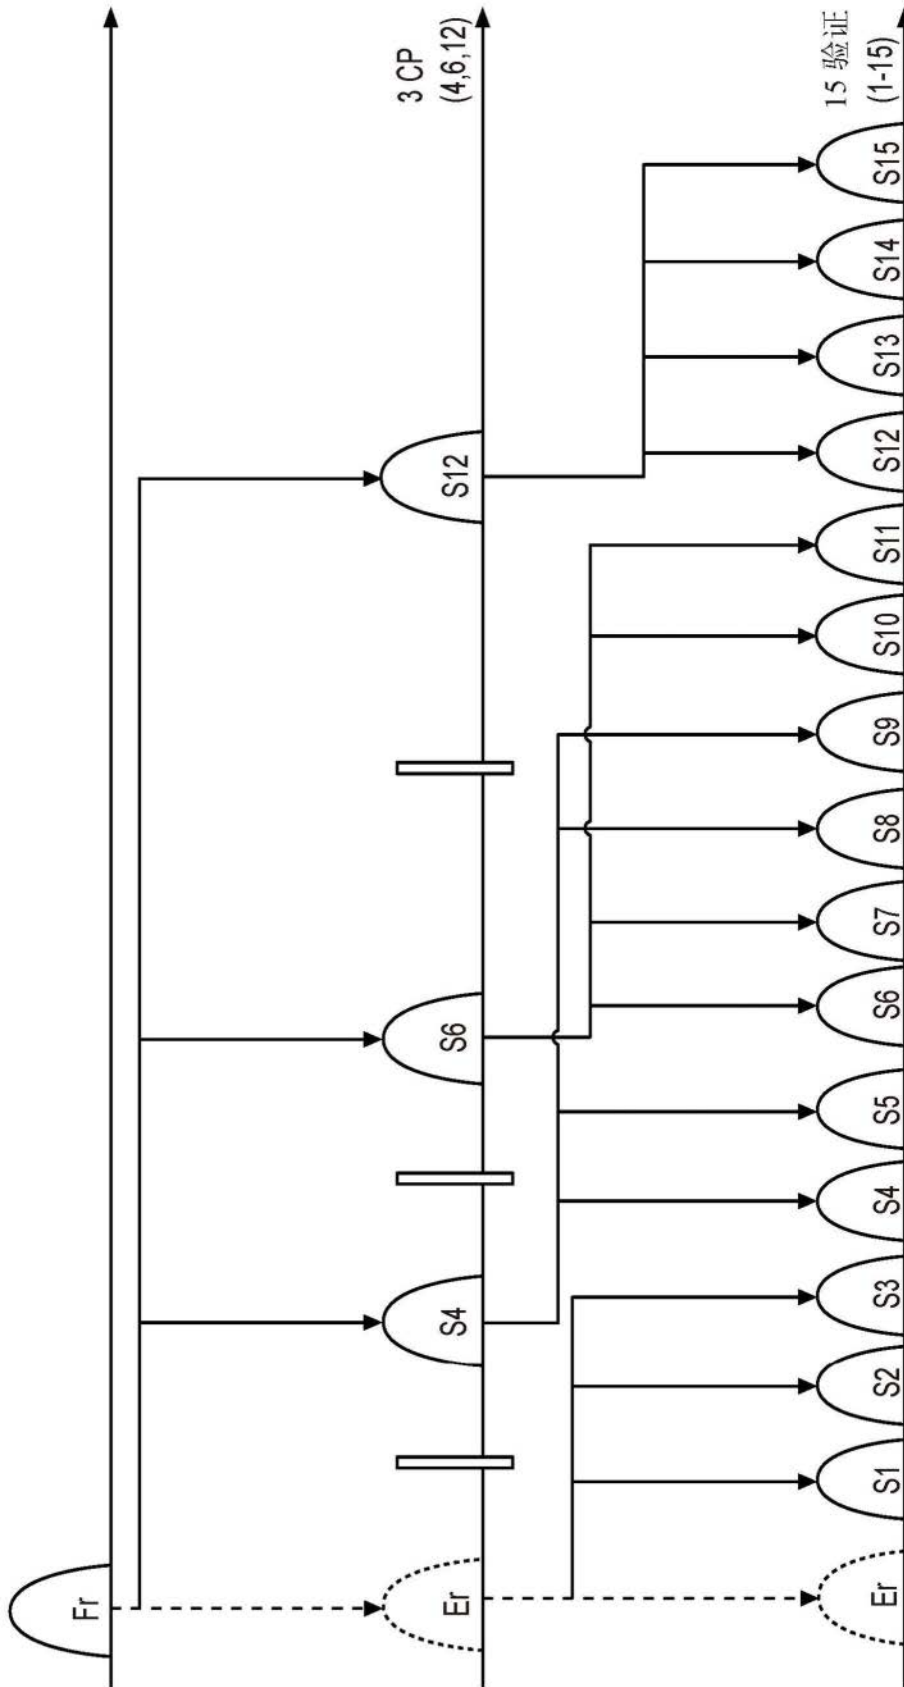 Fr
3 CP
(4,6,12)
Er
S4
S6
S12
15 验证
(1-15)
Er
S1
S2
S3
S4
S5
S6
S7
S8
S9
S10
S11
S12
S13
S14
S15